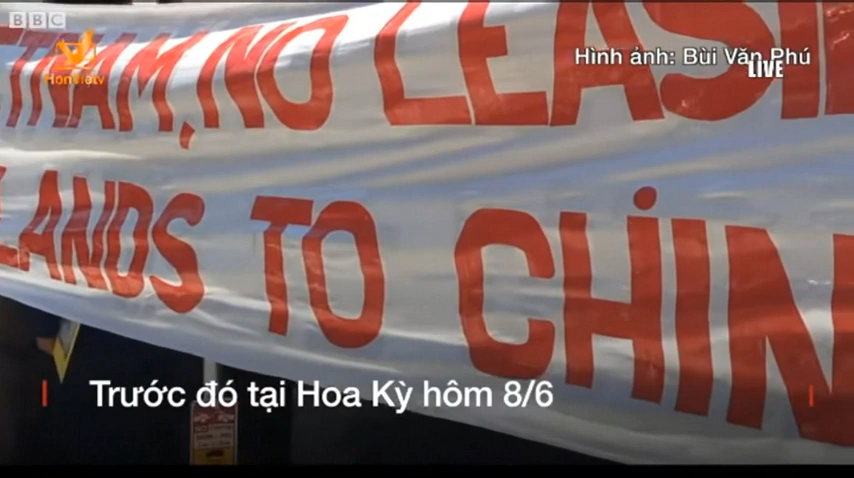 BBC
Honviettv
Hình ảnh: Bùi Văn Phú
LIVE
TNAM, NO LEASI
LANDS TO CHIN
Trước đó tại Hoa Kỳ hôm 8/6